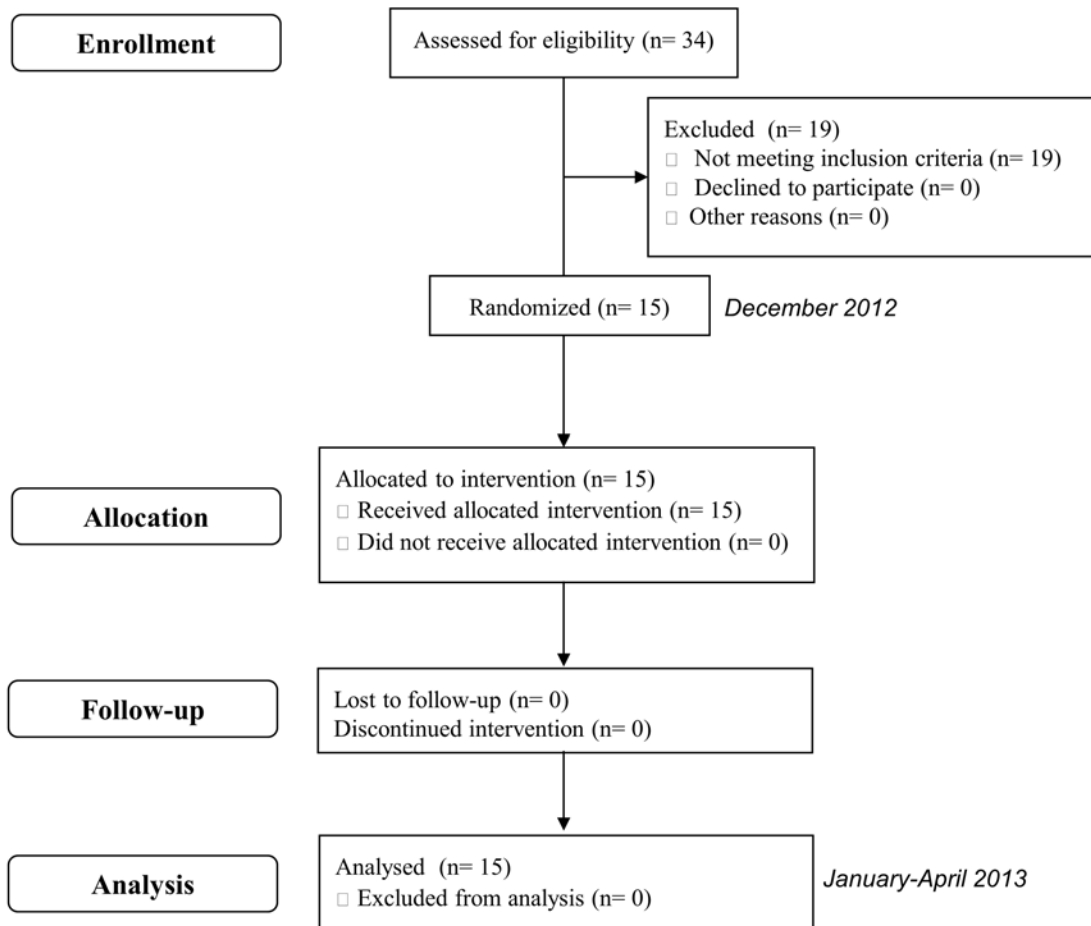 Enrollment
Assessed for eligibility (n= 34)
Excluded (n= 19)
□ Not meeting inclusion criteria (n= 19)
□ Declined to participate (n= 0)
□ Other reasons (n= 0)
Randomized (n= 15)
December 2012
Allocation
Allocated to intervention (n= 15)
□ Received allocated intervention (n= 15)
□ Did not receive allocated intervention (n= 0)
Follow-up
Lost to follow-up (n= 0)
Discontinued intervention (n= 0)
Analysis
Analysed (n= 15)
□ Excluded from analysis (n= 0)
January-April 2013